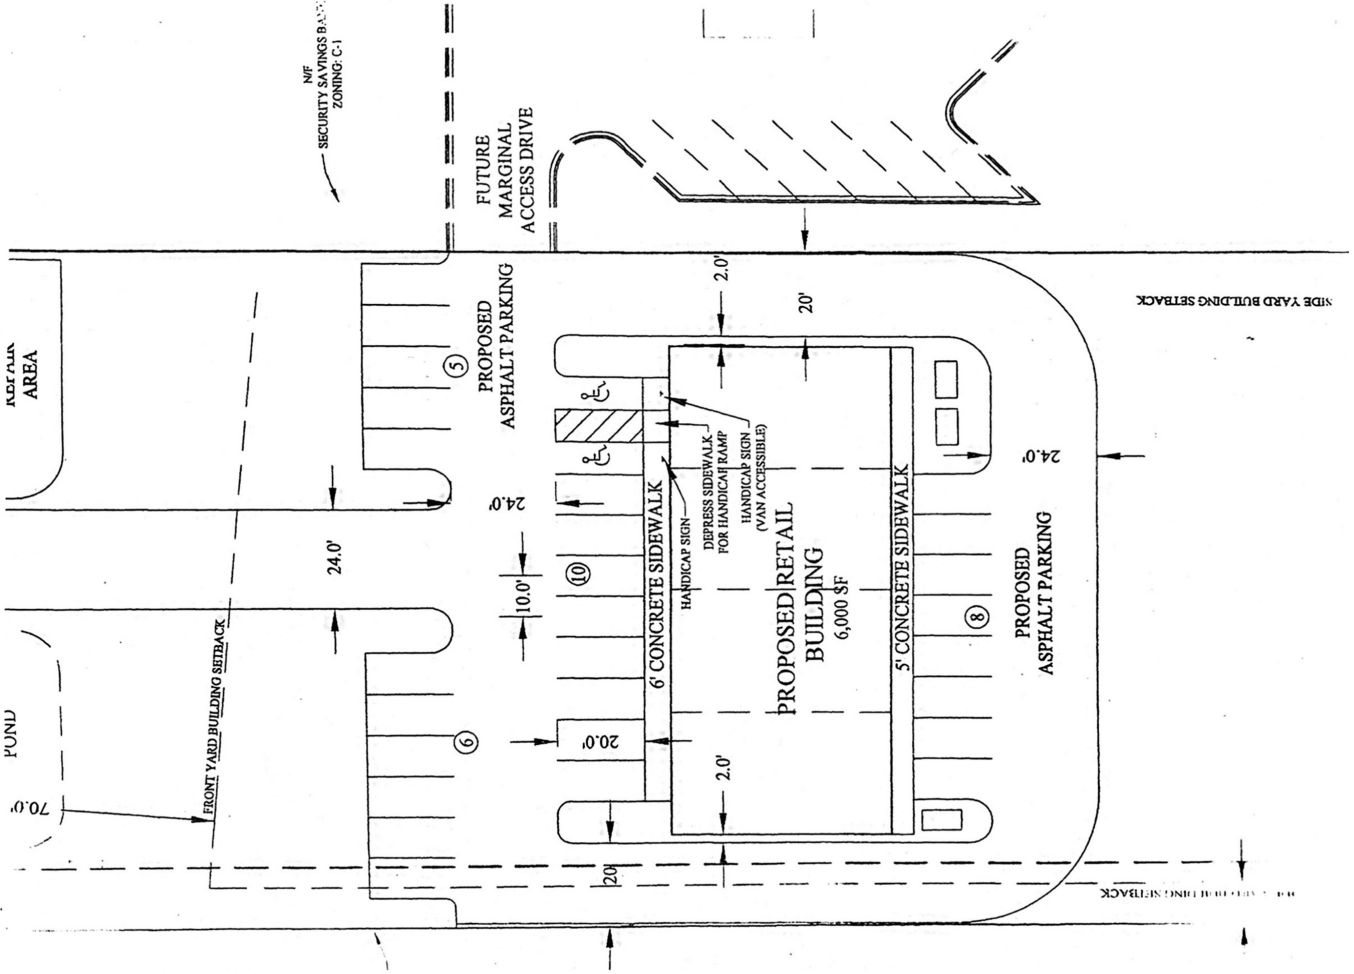 N/F
SECURITY SAVINGS BANK
ZONING: C-1
FUTURE
MARGINAL
ACCESS DRIVE
REPAIR
AREA
5
PROPOSED
ASPHALT PARKING
2.0'
20'
SIDE YARD BUILDING SETBACK
24.0'
24.0'
10.0'
10
6' CONCRETE SIDEWALK
HANDICAP SIGN
DEPRESS SIDEWALK
FOR HANDICAP RAMP
HANDICAP SIGN
(VAN ACCESSIBLE)
PROPOSED RETAIL
BUILDING
6,000 SF
5' CONCRETE SIDEWALK
24.0'
8
PROPOSED
ASPHALT PARKING
POND
70.0'
FRONT YARD BUILDING SETBACK
6
20.0'
2.0'
20
BUILDING SETBACK